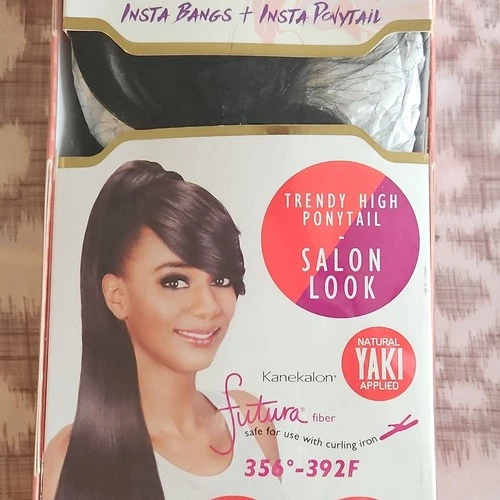 INSTA BANGS + INSTA PONYTAIL
TRENDY HIGH
PONYTAIL
-
SALON
LOOK
NATURAL
YAKI
APPLIED
Kanekalon®
futura® fiber
safe for use with curling iron
356°-392F